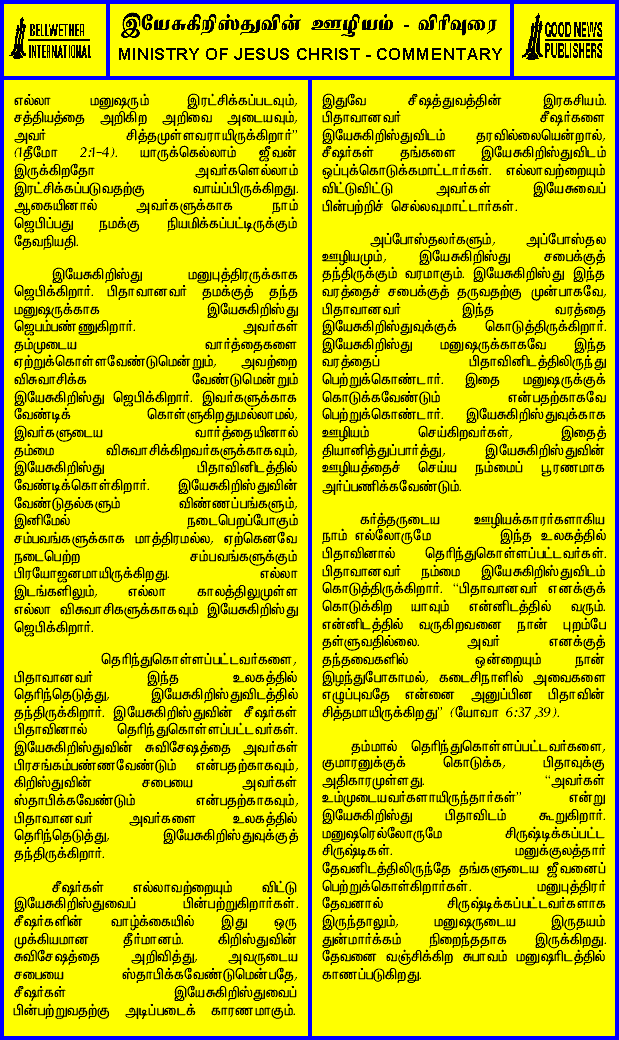 BELLWETHER
INTERNATIONAL
இயேசுகிறிஸ்துவின் ஊழியம் - விரிவுரை
MINISTRY OF JESUS CHRIST - COMMENTARY
GOOD NEWS
PUBLISHERS
எல்லா மனுஷரும் இரட்சிக்கப்படவும்,
சத்தியத்தை அறிகிற அறிவை அடையவும்,
அவர் சித்தமுள்ளவராயிருக்கிறார்”
(1தீமோ 2:1-4). யாருக்கெல்லாம் ஜீவன்
இருக்கிறதோ அவர்களெல்லாம்
இரட்சிக்கப்படுவதற்கு வாய்ப்பிருக்கிறது.
ஆகையினால் அவர்களுக்காக நாம்
ஜெபிப்பது நமக்கு நியமிக்கப்பட்டிருக்கும்
தேவநியதி.
இயேசுகிறிஸ்து மனுபுத்திரருக்காக
ஜெபிக்கிறார். பிதாவானவர் தமக்குத் தந்த
மனுஷருக்காக இயேசுகிறிஸ்து
ஜெபம்பண்ணுகிறார். அவர்கள்
தம்முடைய வார்த்தைகளை
ஏற்றுக்கொள்ளவேண்டுமென்றும், அவற்றை
விசுவாசிக்க வேண்டுமென்றும்
இயேசுகிறிஸ்து ஜெபிக்கிறார். இவர்களுக்காக
வேண்டிக் கொள்ளுகிறதுமல்லாமல்,
இவர்களுடைய வார்த்தையினால்
தம்மை விசுவாசிக்கிறவர்களுக்காகவும்,
இயேசுகிறிஸ்து பிதாவினிடத்தில்
வேண்டிக்கொள்கிறார். இயேசுகிறிஸ்துவின்
வேண்டுதல்களும் விண்ணப்பங்களும்,
இனிமேல் நடைபெறப்போகும்
சம்பவங்களுக்காக மாத்திரமல்ல, ஏற்கெனவே
நடைபெற்ற சம்பவங்களுக்கும்
பிரயோஜனமாயிருக்கிறது. எல்லா
இடங்களிலும், எல்லா காலத்திலுமுள்ள
எல்லா விசுவாசிகளுக்காகவும் இயேசுகிறிஸ்து
ஜெபிக்கிறார்.
தெரிந்துகொள்ளப்பட்டவர்களை,
பிதாவானவர் இந்த உலகத்தில்
தெரிந்தெடுத்து, இயேசுகிறிஸ்துவிடத்தில்
தந்திருக்கிறார். இயேசுகிறிஸ்துவின் சீஷர்கள்
பிதாவினால் தெரிந்துகொள்ளப்பட்டவர்கள்.
இயேசுகிறிஸ்துவின் சுவிசேஷத்தை அவர்கள்
பிரசங்கம்பண்ணவேண்டும் என்பதற்காகவும்,
கிறிஸ்துவின் சபையை அவர்கள்
ஸ்தாபிக்கவேண்டும் என்பதற்காகவும்,
பிதாவானவர் அவர்களை உலகத்தில்
தெரிந்தெடுத்து, இயேசுகிறிஸ்துவுக்குத்
தந்திருக்கிறார்.
சீஷர்கள் எல்லாவற்றையும் விட்டு
இயேசுகிறிஸ்துவைப் பின்பற்றுகிறார்கள்.
சீஷர்களின் வாழ்க்கையில் இது ஒரு
முக்கியமான தீர்மானம். கிறிஸ்துவின்
சுவிசேஷத்தை அறிவித்து, அவருடைய
சபையை ஸ்தாபிக்கவேண்டுமென்பதே,
சீஷர்கள் இயேசுகிறிஸ்துவைப்
பின்பற்றுவதற்கு அடிப்படைக் காரணமாகும்.
இதுவே சீஷத்துவத்தின் இரகசியம்.
பிதாவானவர் சீஷர்களை
இயேசுகிறிஸ்துவிடம் தரவில்லையென்றால்,
சீஷர்கள் தங்களை இயேசுகிறிஸ்துவிடம்
ஒப்புக்கொடுக்கமாட்டார்கள். எல்லாவற்றையும்
விட்டுவிட்டு அவர்கள் இயேசுவைப்
பின்பற்றிச் செல்லவுமாட்டார்கள்.
அப்போஸ்தலர்களும், அப்போஸ்தல
ஊழியமும், இயேசுகிறிஸ்து சபைக்குத்
தந்திருக்கும் வரமாகும். இயேசுகிறிஸ்து இந்த
வரத்தைச் சபைக்குத் தருவதற்கு முன்பாகவே,
பிதாவானவர் இந்த வரத்தை
இயேசுகிறிஸ்துவுக்குக் கொடுத்திருக்கிறார்.
இயேசுகிறிஸ்து மனுஷருக்காகவே இந்த
வரத்தைப் பிதாவினிடத்திலிருந்து
பெற்றுக்கொண்டார். இதை மனுஷருக்குக்
கொடுக்கவேண்டும் என்பதற்காகவே
பெற்றுக்கொண்டார். இயேசுகிறிஸ்துவுக்காக
ஊழியம் செய்கிறவர்கள், இதைத்
தியானித்துப்பார்த்து, இயேசுகிறிஸ்துவின்
ஊழியத்தைச் செய்ய நம்மைப் பூரணமாக
அர்ப்பணிக்கவேண்டும்.
கர்த்தருடைய ஊழியக்காரர்களாகிய
நாம் எல்லோருமே இந்த உலகத்தில்
பிதாவினால் தெரிந்துகொள்ளப்பட்டவர்கள்.
பிதாவானவர் நம்மை இயேசுகிறிஸ்துவிடம்
கொடுத்திருக்கிறார். “பிதாவானவர் எனக்குக்
கொடுக்கிற யாவும் என்னிடத்தில் வரும்.
என்னிடத்தில் வருகிறவனை நான் புறம்பே
தள்ளுவதில்லை. அவர் எனக்குத்
தந்தவைகளில் ஒன்றையும் நான்
இழந்துபோகாமல், கடைசிநாளில் அவைகளை
எழுப்புவதே என்னை அனுப்பின பிதாவின்
சித்தமாயிருக்கிறது” (யோவா 6:37,39).
தம்மால் தெரிந்துகொள்ளப்பட்டவர்களை,
குமாரனுக்குக் கொடுக்க, பிதாவுக்கு
அதிகாரமுள்ளது. “அவர்கள்
உம்முடையவர்களாயிருந்தார்கள்” என்று
இயேசுகிறிஸ்து பிதாவிடம் கூறுகிறார்.
மனுஷரெல்லோருமே சிருஷ்டிக்கப்பட்ட
சிருஷ்டிகள். மனுக்குலத்தார்
தேவனிடத்திலிருந்தே தங்களுடைய ஜீவனைப்
பெற்றுக்கொள்கிறார்கள். மனுபுத்திரர்
தேவனால் சிருஷ்டிக்கப்பட்டவர்களாக
இருந்தாலும், மனுஷருடைய இருதயம்
துன்மார்க்கம் நிறைந்ததாக இருக்கிறது.
தேவனை வஞ்சிக்கிற சுபாவம் மனுஷரிடத்தில்
காணப்படுகிறது.